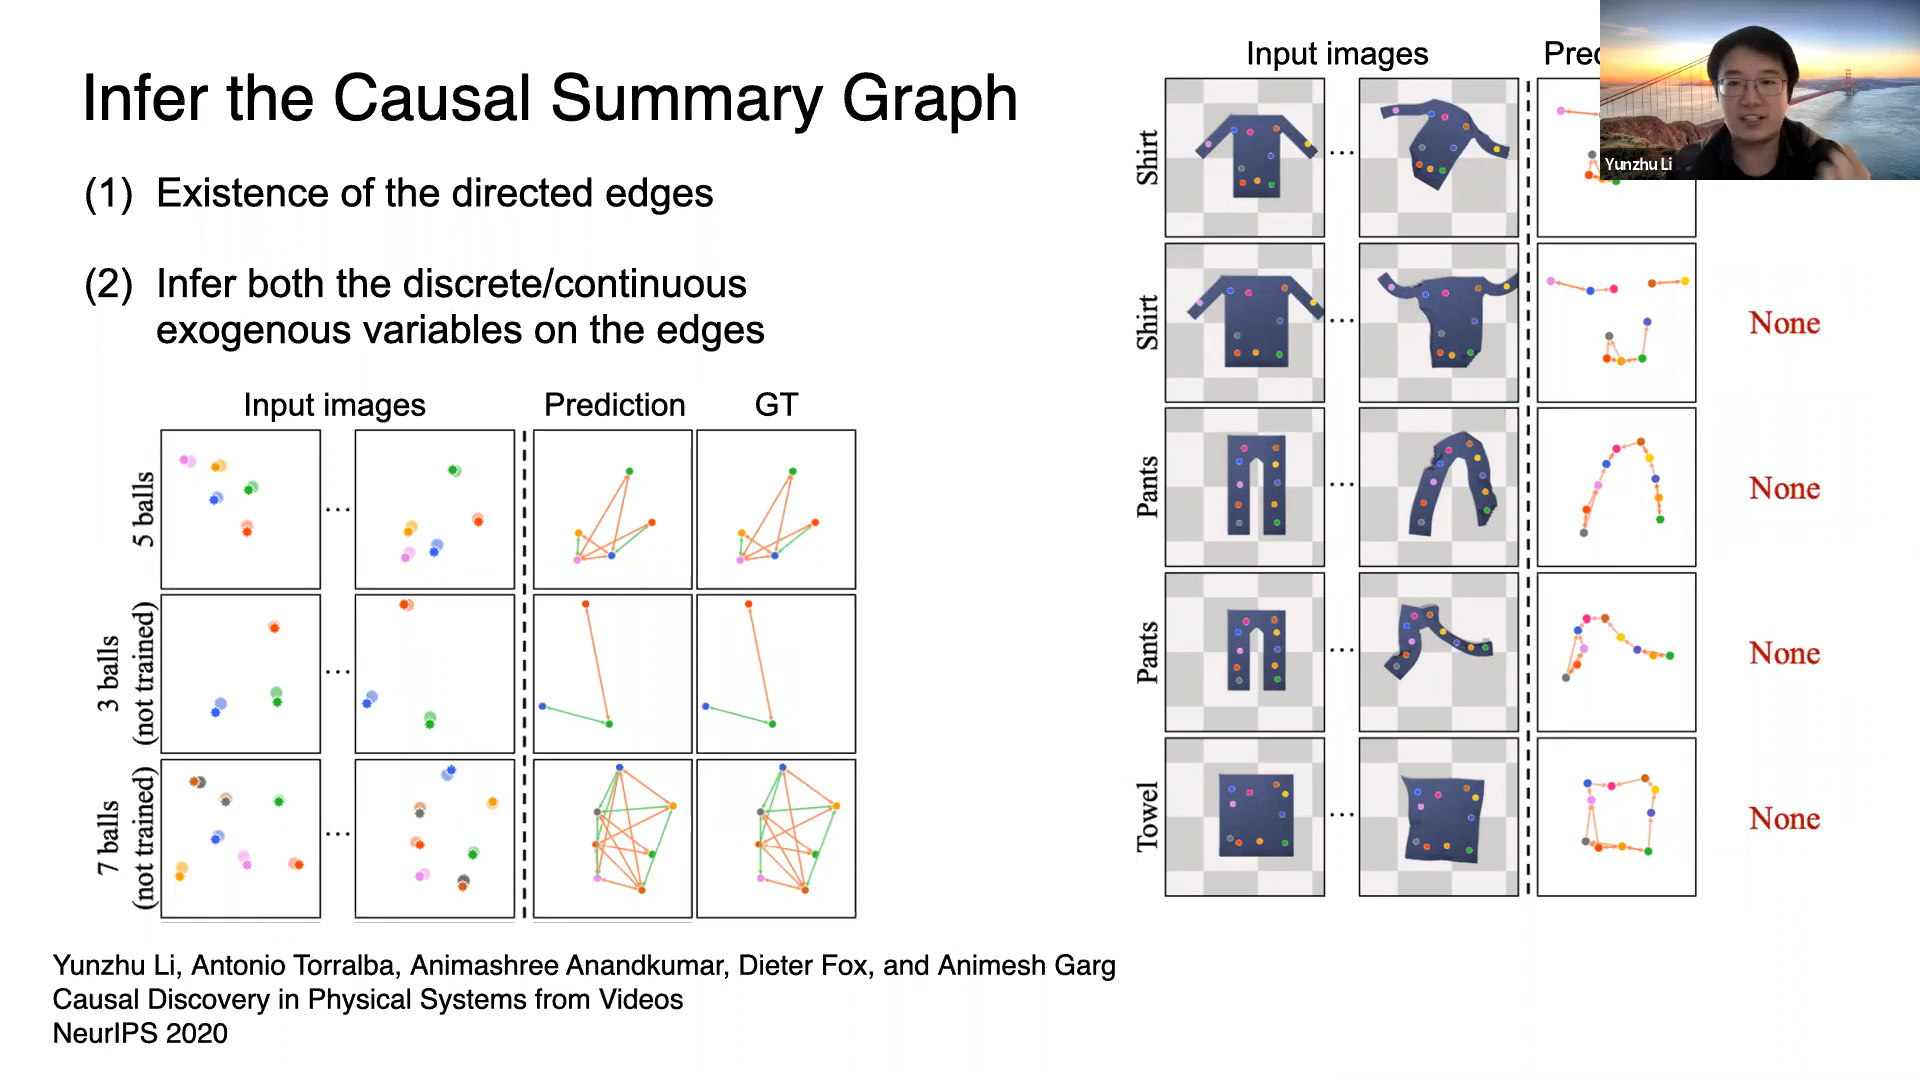 Infer the Causal Summary Graph
(1) Existence of the directed edges
(2) Infer both the discrete/continuous
exogenous variables on the edges
Input images Prediction GT
5 balls
...
3 balls
(not trained)
...
7 balls
(not trained)
...
Input images
Shirt
...
Shirt
...
None
Pants
...
None
Pants
...
None
Towel
...
None
Yunzhu Li
Yunzhu Li, Antonio Torralba, Animashree Anandkumar, Dieter Fox, and Animesh Garg
Causal Discovery in Physical Systems from Videos
NeurIPS 2020